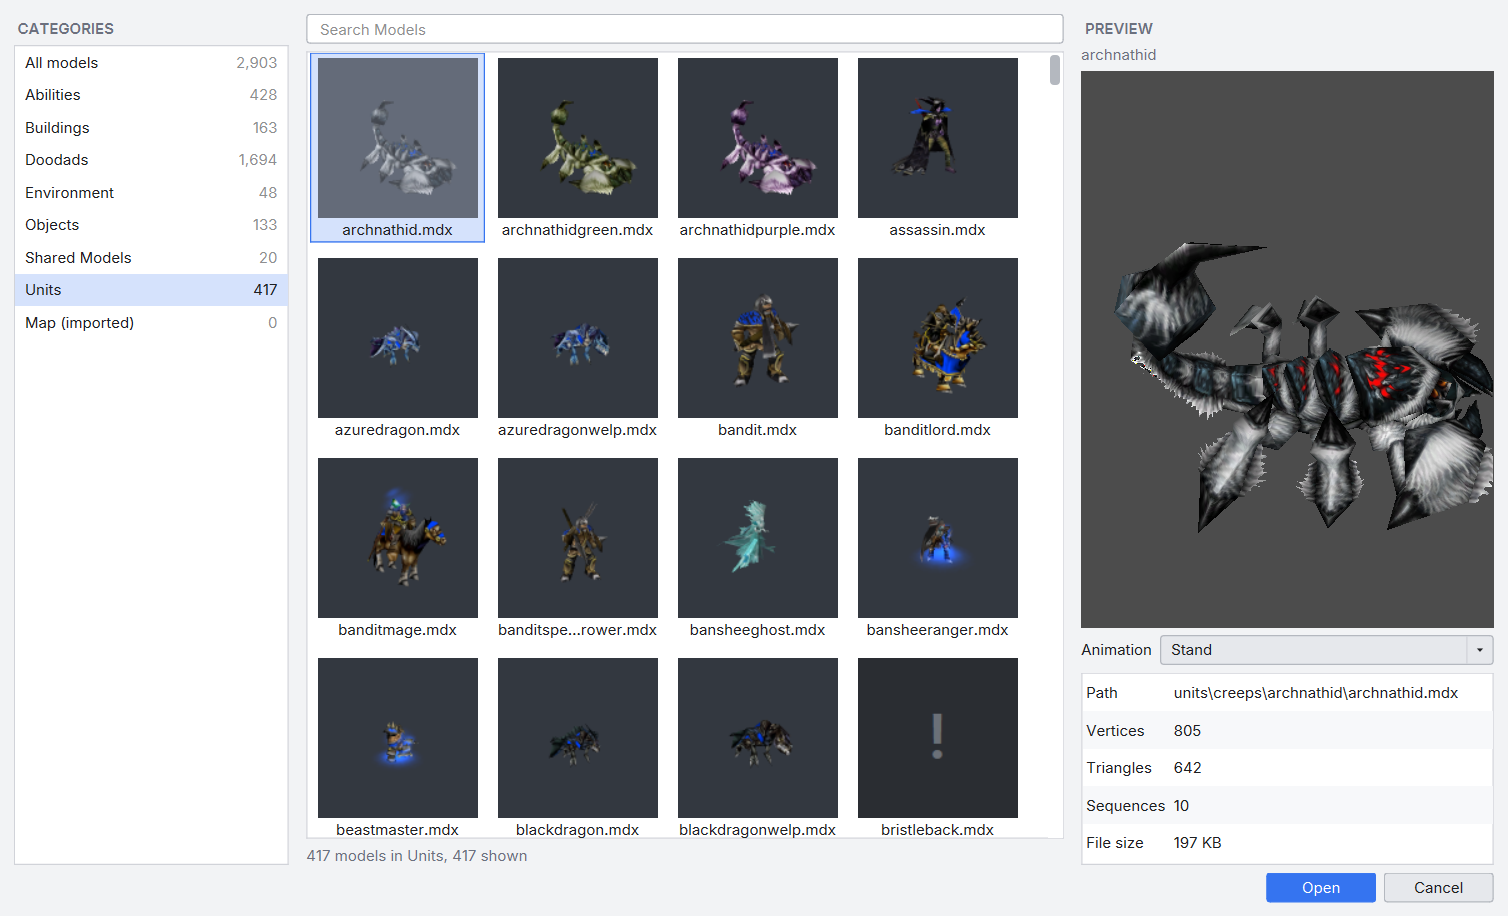 CATEGORIES
All models 2,903
Abilities 428
Buildings 163
Doodads 1,694
Environment 48
Objects 133
Shared Models 20
Units 417
Map (imported) 0
Search Models
archnathid.mdx
archnathidgreen.mdx
archnathidpurple.mdx
assassin.mdx
azuredragon.mdx
azuredragonwelp.mdx
bandit.mdx
banditlord.mdx
banditmage.mdx
banditspe...rower.mdx
bansheeghost.mdx
bansheeranger.mdx
beastmaster.mdx
blackdragon.mdx
blackdragonwelp.mdx
!
bristleback.mdx
417 models in Units, 417 shown
PREVIEW
archnathid
Animation Stand
Path units\creeps\archnathid\archnathid.mdx
Vertices 805
Triangles 642
Sequences 10
File size 197 KB
Open
Cancel